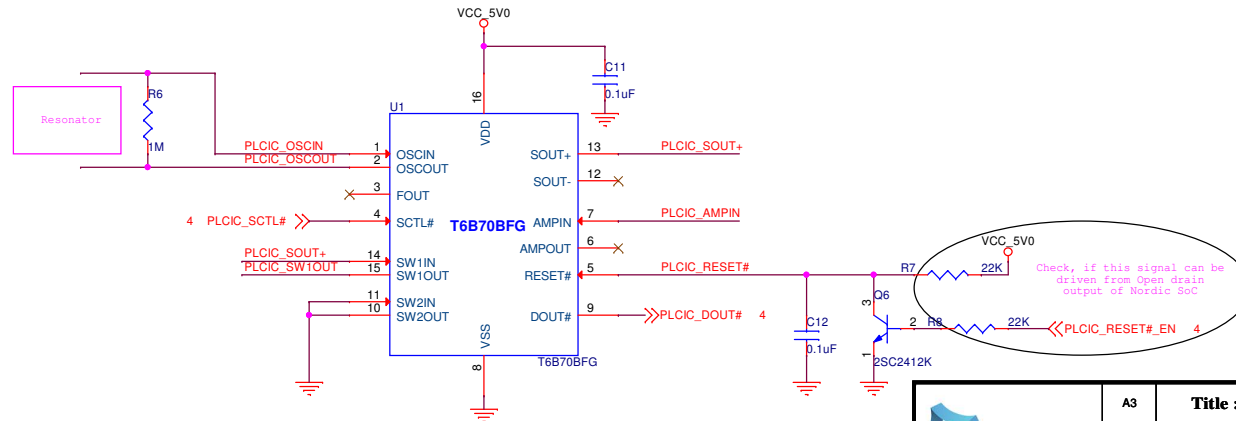 VCC_5V0
C11
0.1uF
R6
1M
Resonator
U1
16
VDD
PLCIC_OSCIN
1
OSCIN
PLCIC_OSCOUT
2
OSCOUT
3
FOUT
4 PLCIC_SCTL#
4
SCTL#
T6B70BFG
PLCIC_SOUT+
14
SW1IN
PLCIC_SW1OUT
15
SW1OUT
11
SW2IN
10
SW2OUT
VSS
8
T6B70BFG
SOUT+
13
PLCIC_SOUT+
SOUT-
12
AMPIN
7
PLCIC_AMPIN
AMPOUT
6
RESET#
5
PLCIC_RESET#
DOUT#
9
PLCIC_DOUT# 4
C12
0.1uF
R7
22K
VCC_5V0
Check, if this signal can be
driven from Open drain
output of Nordic SoC
Q6
3
2
1
2SC2412K
R8
22K
PLCIC_RESET#_EN 4
A3
Title :